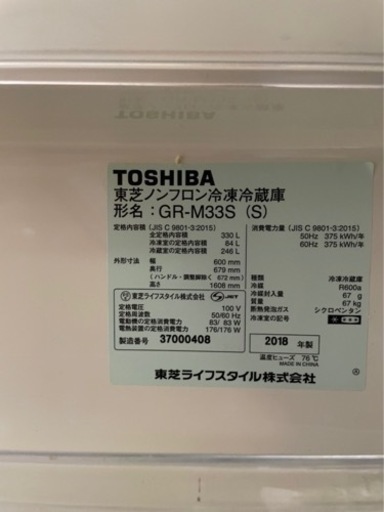 TOSHIBA
東芝ノンフロン冷凍冷蔵庫
形名：GR-M33S (S)
定格内容積 (JIS C 9801-3:2015)
全定格内容積 330 L
冷凍室の容積 84 L
冷蔵室の容積 246 L
外形寸法 幅 600 mm
奥行 679 mm
(ハンドル・調整脚除く 672 mm)
高さ 1608 mm
東芝ライフスタイル株式会社 S-JET
定格電圧 100 V
定格周波数 50/60 Hz
電動機の定格消費電力 83/ 83 W
電熱装置の定格消費電力 176/176 W
製造番号 37000408
消費電力量 (JIS C 9801-3:2015)
50Hz 375 kWh/年
60Hz 375 kWh/年
種類 冷凍冷蔵庫
冷媒 R600a
冷媒封入量 67 g
質量 67 kg
断熱発泡ガス シクロペンタン
冷凍室の記号
2018 年製
温度ヒューズ 76℃
MADE IN CHINA
東芝ライフスタイル株式会社